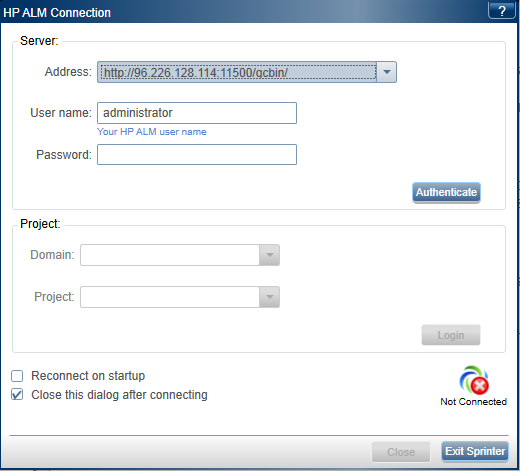 HP ALM Connection
?
Server:
Address: http://96.226.128.114:11500/qcbin/
User name: administrator
Your HP ALM user name
Password:
Authenticate
Project:
Domain:
Project:
Login
Reconnect on startup
Close this dialog after connecting
Not Connected
Close Exit Sprinter